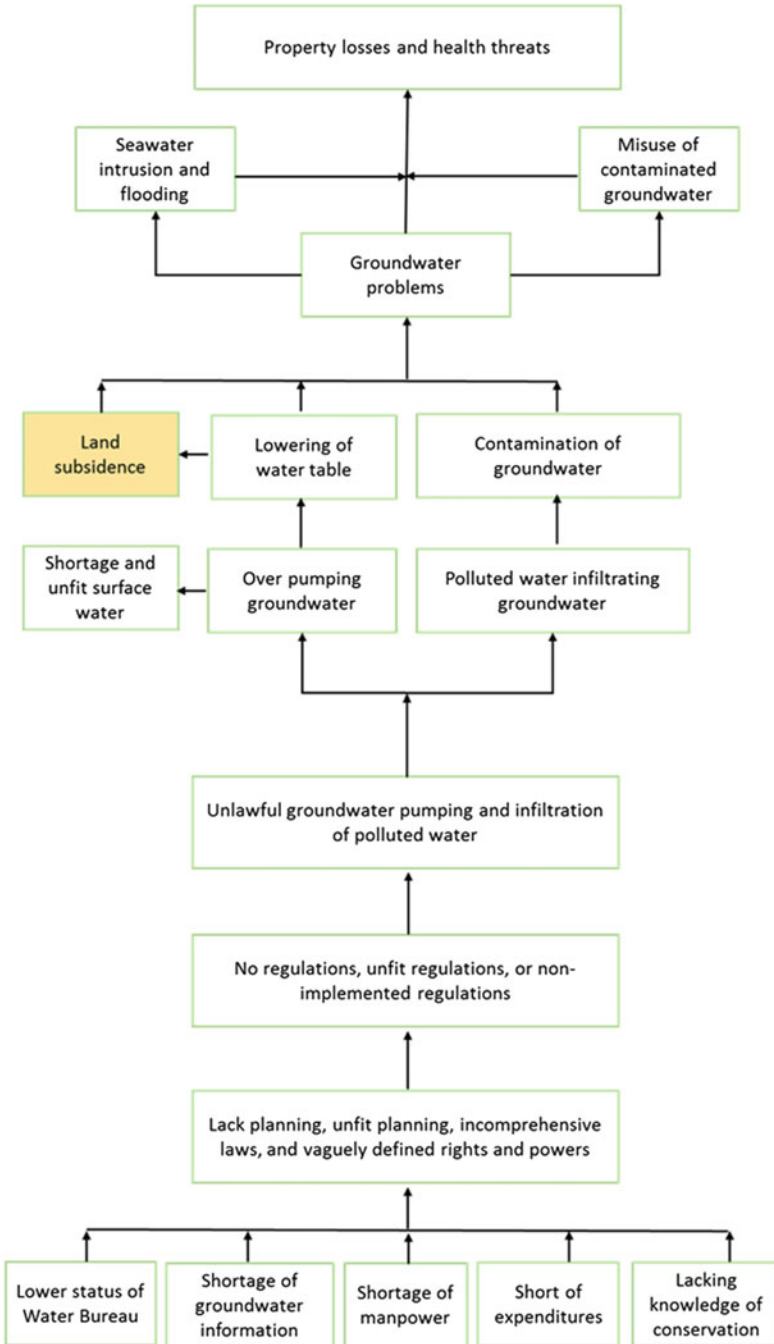 Property losses and health threats
Seawater
intrusion and
flooding
Misuse of
contaminated
groundwater
Groundwater
problems
Land
subsidence
Lowering of
water table
Contamination of
groundwater
Shortage and
unfit surface
water
Over pumping
groundwater
Polluted water infiltrating
groundwater
Unlawful groundwater pumping and infiltration
of polluted water
No regulations, unfit regulations, or non-
implemented regulations
Lack planning, unfit planning, incomprehensive
laws, and vaguely defined rights and powers
Lower status of
Water Bureau
Shortage of
groundwater
information
Shortage of
manpower
Short of
expenditures
Lacking
knowledge of
conservation